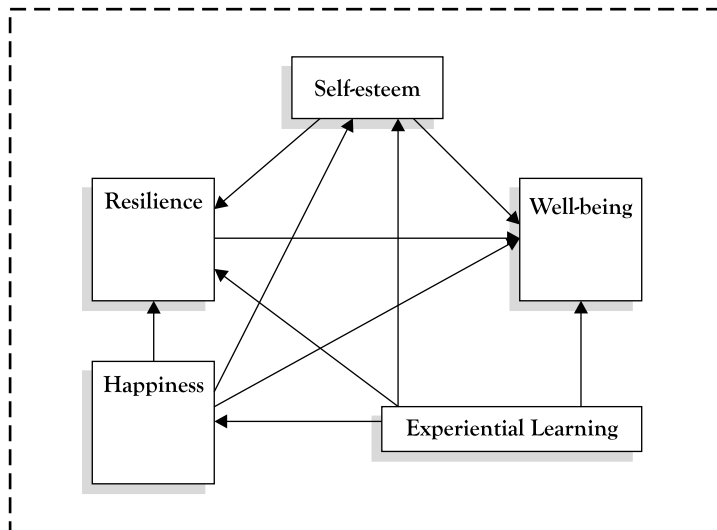 Self-esteem
Resilience
Well-being
Happiness
Experiential Learning